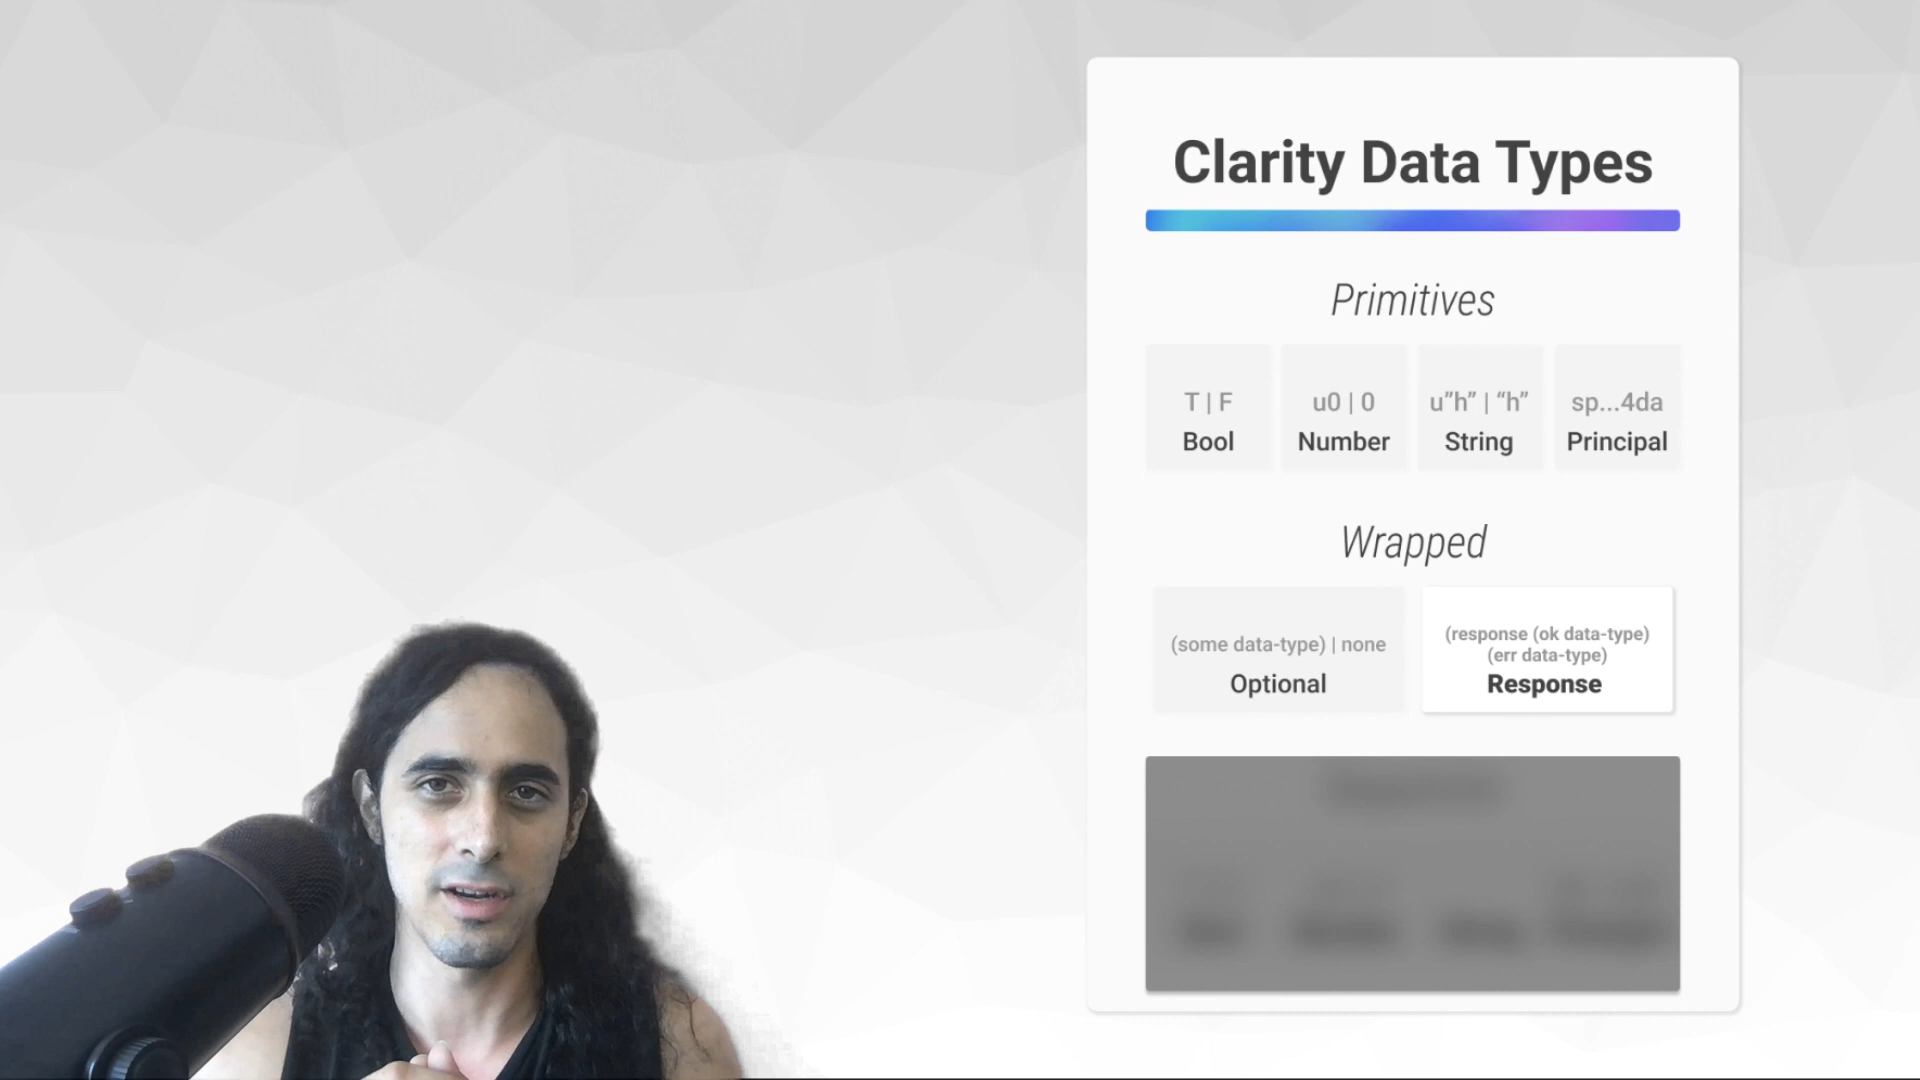 Clarity Data Types
Primitives
T | F
Bool
u0 | 0
Number
u”h” | “h”
String
sp...4da
Principal
Wrapped
(some data-type) | none
Optional
(response (ok data-type)
(err data-type)
Response